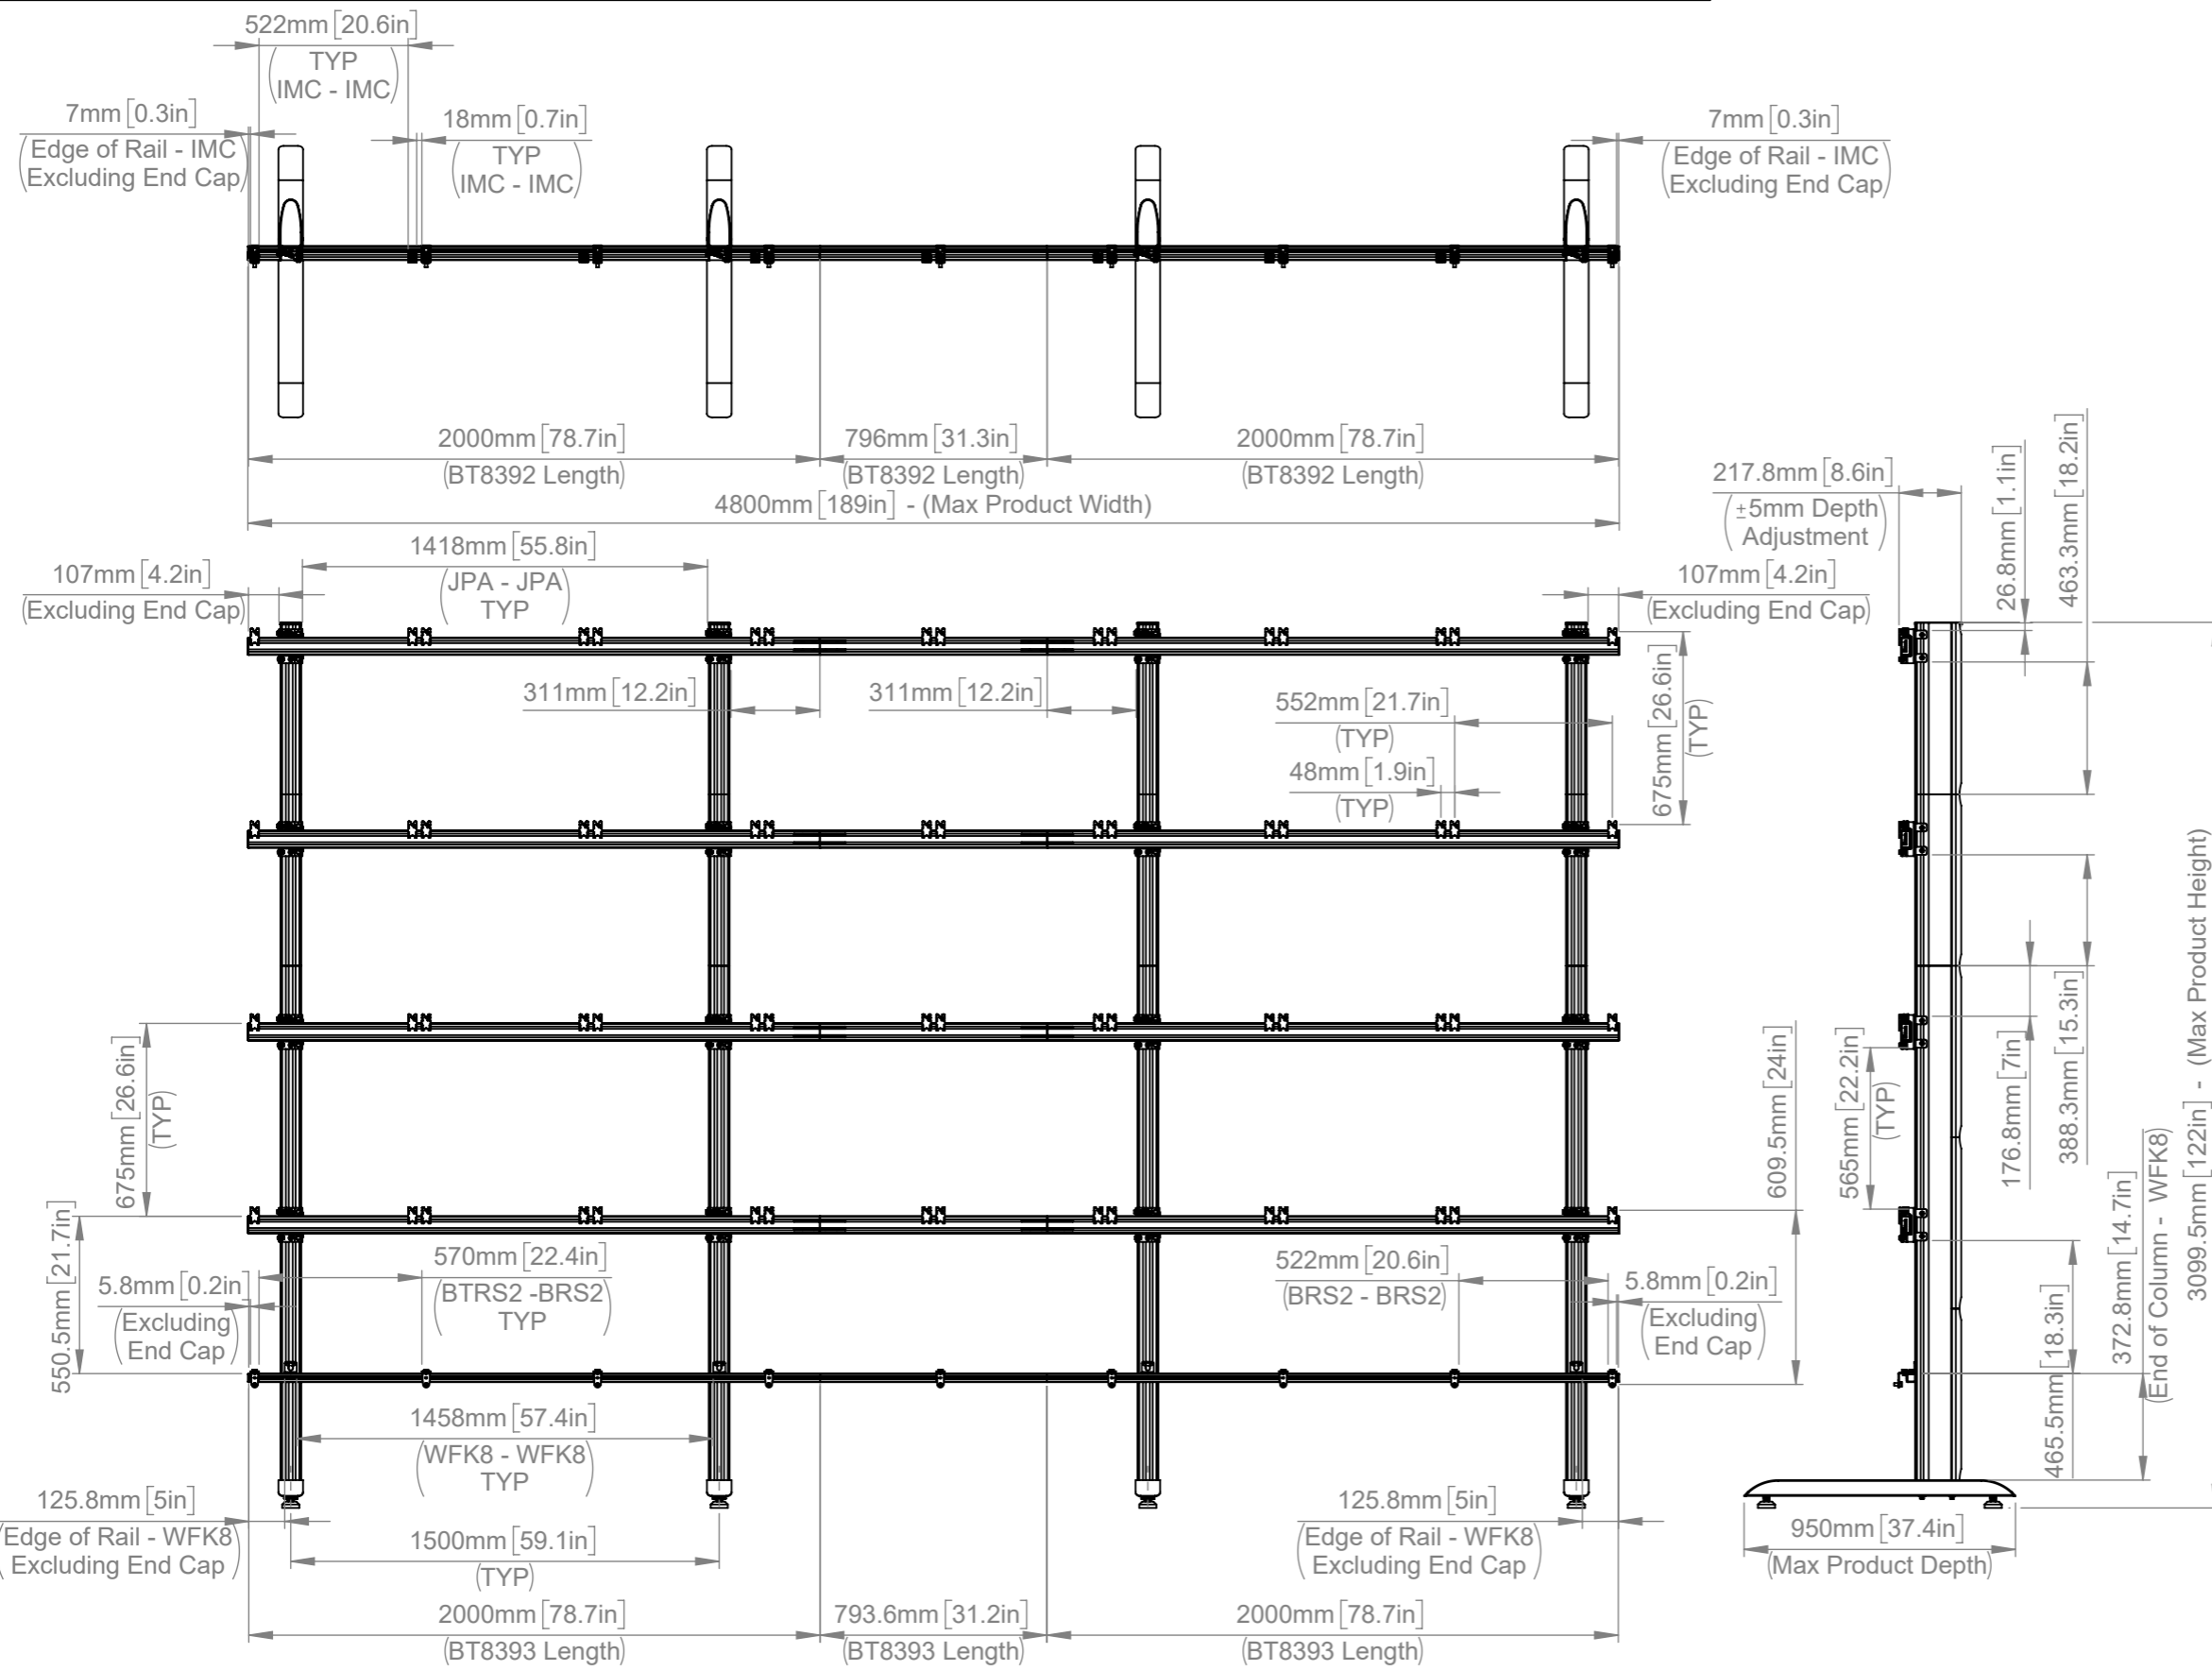 522mm [20.6in]
(TYP
IMC - IMC)
7mm [0.3in]
(Edge of Rail - IMC
Excluding End Cap)
18mm [0.7in]
(TYP
IMC - IMC)
7mm [0.3in]
(Edge of Rail - IMC
Excluding End Cap)
2000mm [78.7in]
(BT8392 Length)
796mm [31.3in]
(BT8392 Length)
2000mm [78.7in]
(BT8392 Length)
4800mm [189in] - (Max Product Width)
1418mm [55.8in]
(JPA - JPA
TYP)
107mm [4.2in]
(Excluding End Cap)
107mm [4.2in]
(Excluding End Cap)
217.8mm [8.6in]
(±5mm Depth
Adjustment)
26.8mm [1.1in]
463.3mm [18.2in]
311mm [12.2in]
311mm [12.2in]
552mm [21.7in]
(TYP)
48mm [1.9in]
(TYP)
675mm [26.6in]
(TYP)
675mm [26.6in]
(TYP)
550.5mm [21.7in]
5.8mm [0.2in]
(Excluding
End Cap)
570mm [22.4in]
(BTRS2 -BRS2
TYP)
522mm [20.6in]
(BRS2 - BRS2)
5.8mm [0.2in]
(Excluding
End Cap)
609.5mm [24in]
565mm [22.2in]
(TYP)
176.8mm [7in]
388.3mm [15.3in]
465.5mm [18.3in]
372.8mm [14.7in]
(End of Column - WFK8)
3099.5mm [122in] - (Max Product Height)
1458mm [57.4in]
(WFK8 - WFK8
TYP)
125.8mm [5in]
(Edge of Rail - WFK8
Excluding End Cap)
1500mm [59.1in]
(TYP)
125.8mm [5in]
(Edge of Rail - WFK8
Excluding End Cap)
950mm [37.4in]
(Max Product Depth)
2000mm [78.7in]
(BT8393 Length)
793.6mm [31.2in]
(BT8393 Length)
2000mm [78.7in]
(BT8393 Length)